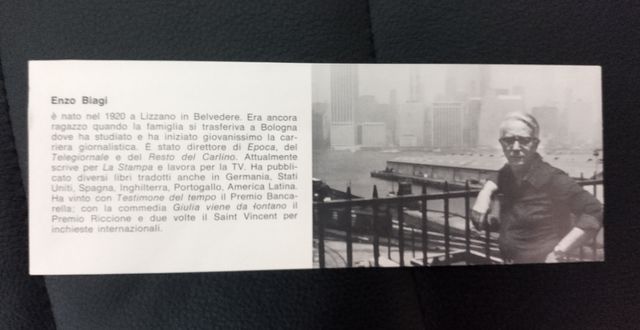 Enzo Biagi
è nato nel 1920 a Lizzano in Belvedere. Era ancora
ragazzo quando la famiglia si trasferiva a Bologna
dove ha studiato e ha iniziato giovanissimo la car-
riera giornalistica. È stato direttore di Epoca, del
Telegiornale e del Resto del Carlino. Attualmente
scrive per La Stampa e lavora per la TV. Ha pubbli-
cato diversi libri tradotti anche in Germania, Stati
Uniti, Spagna, Inghilterra, Portogallo, America Latina.
Ha vinto con Testimone del tempo il Premio Banca-
rella; con la commedia Giulia viene da lontano il
Premio Riccione e due volte il Saint Vincent per
inchieste internazionali.